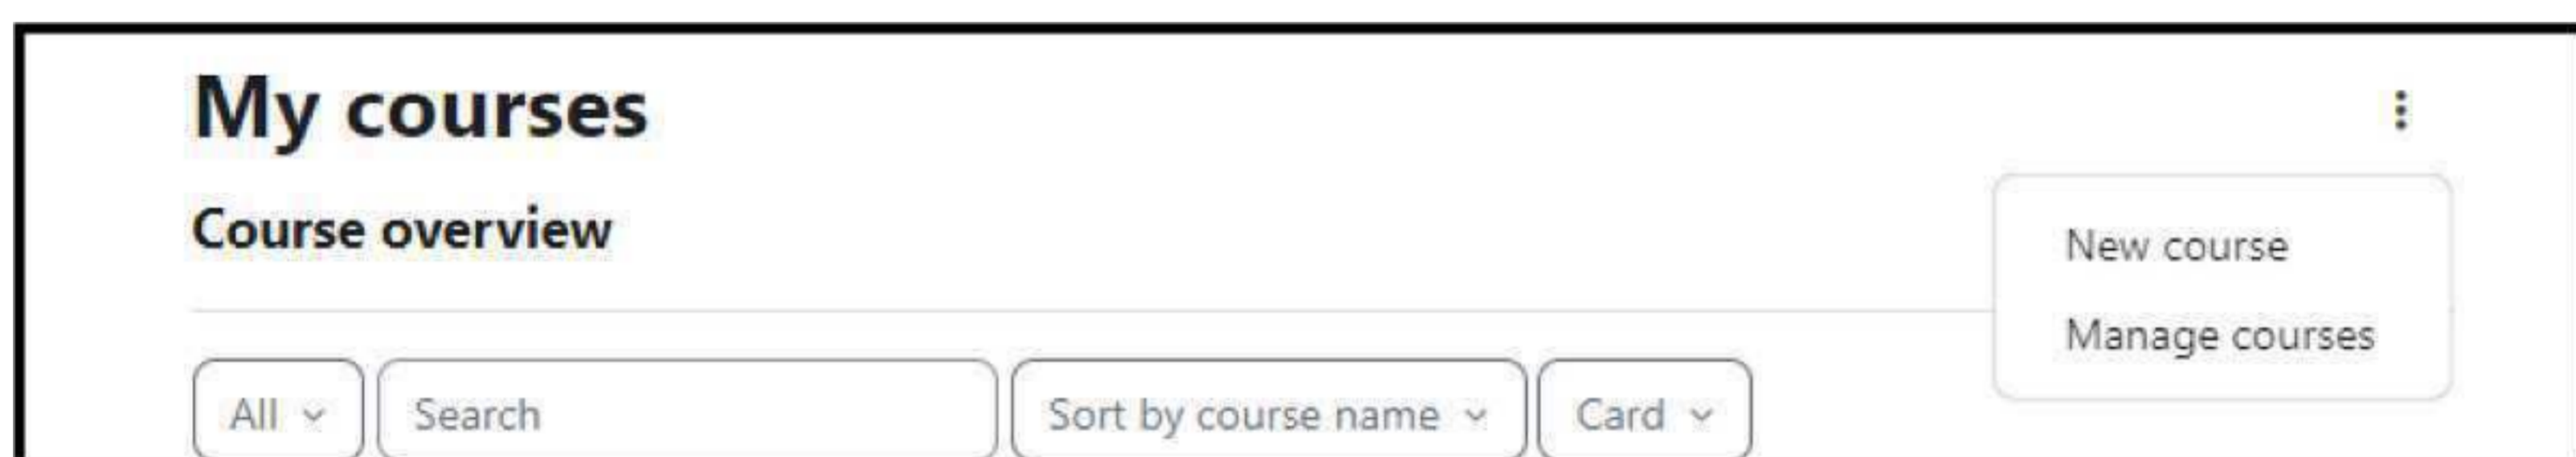 My courses
Course overview
New course
Manage courses
All
Search
Sort by course name
Card